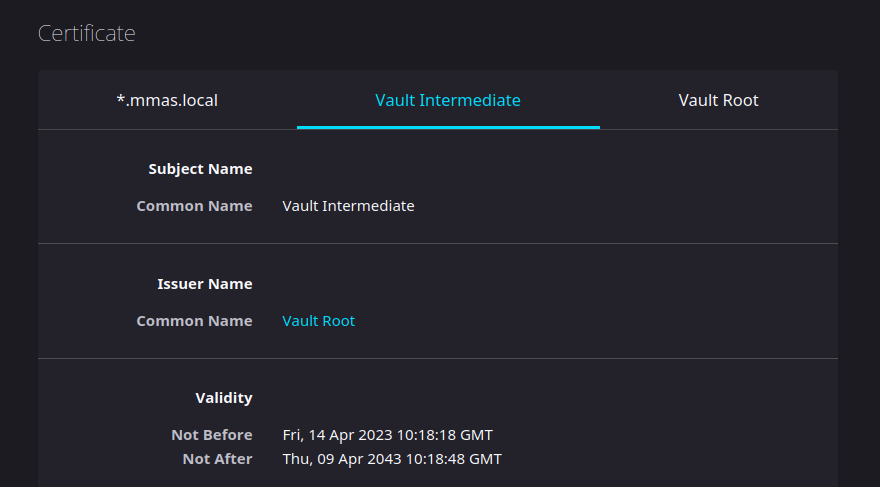 Certificate
*.mmas.local Vault Intermediate Vault Root
Subject Name
Common Name Vault Intermediate
Issuer Name
Common Name Vault Root
Validity
Not Before Fri, 14 Apr 2023 10:18:18 GMT
Not After Thu, 09 Apr 2043 10:18:48 GMT